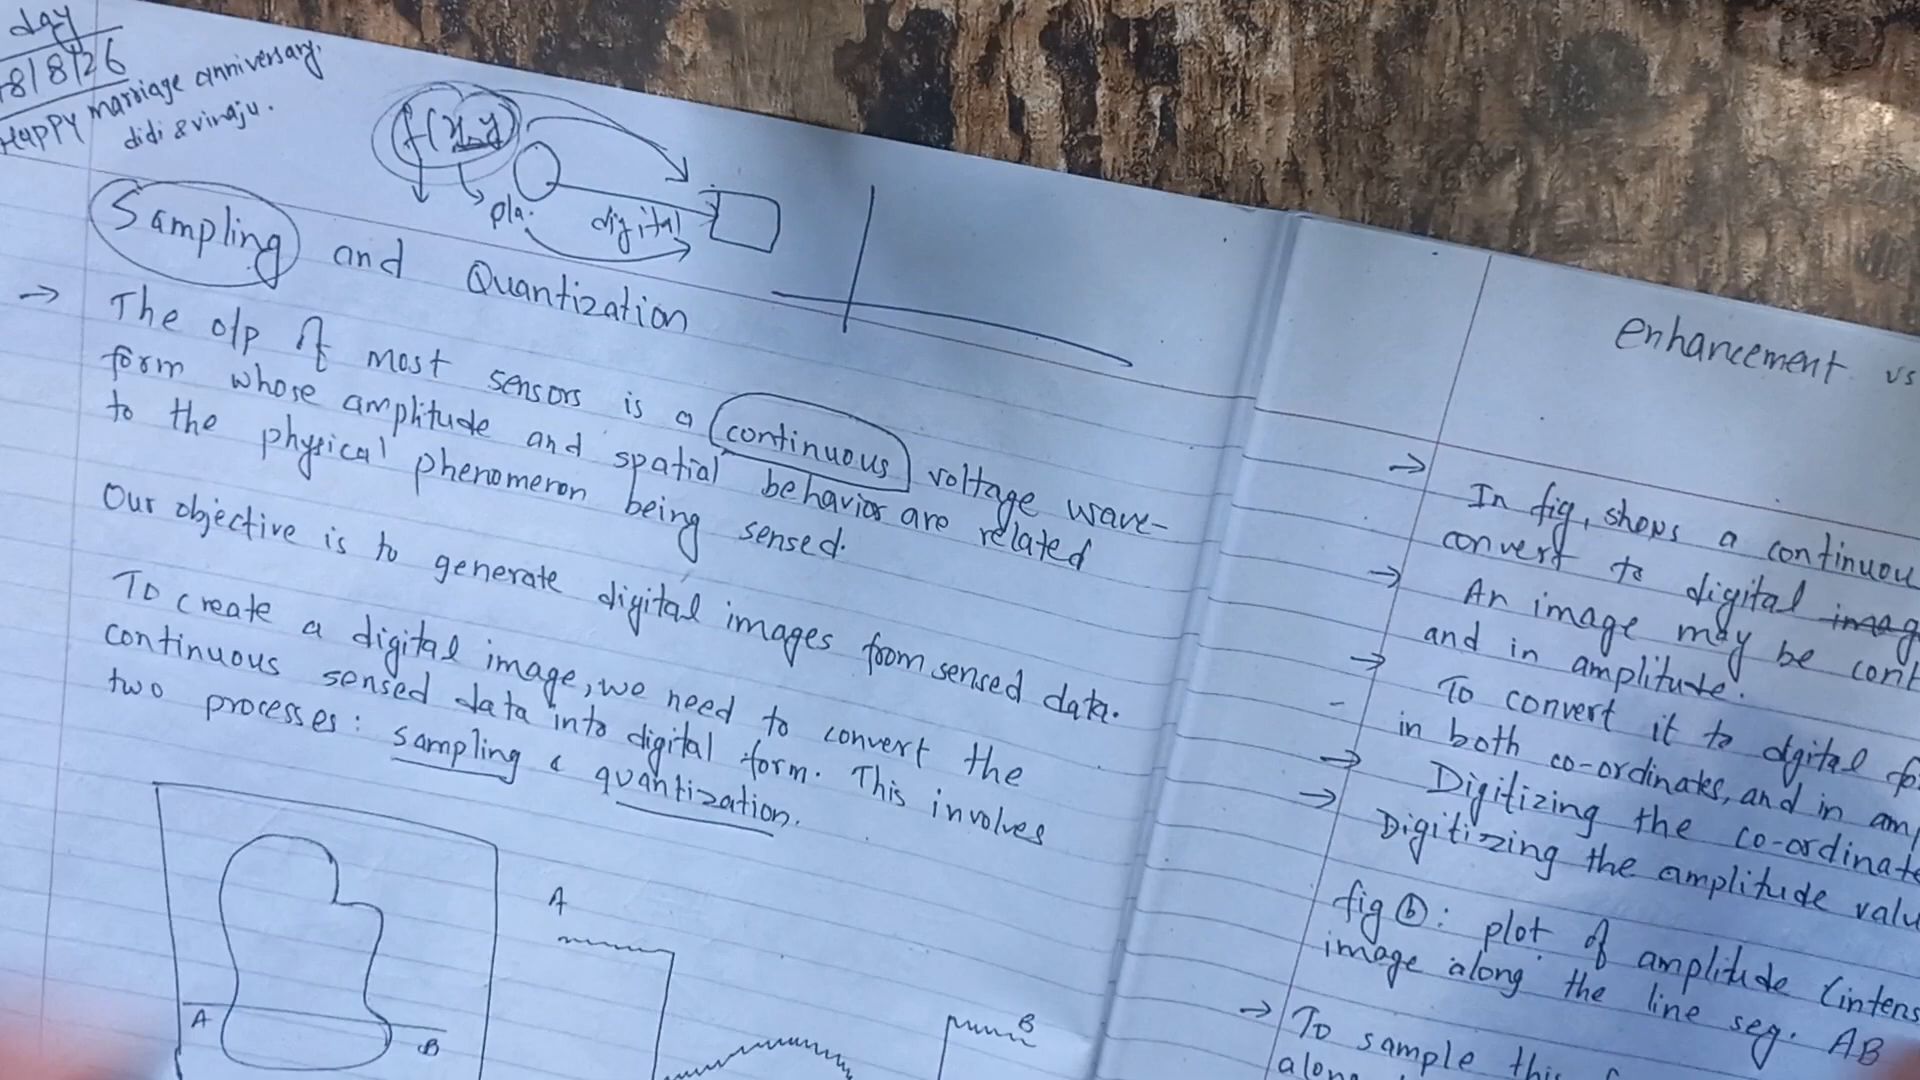 day
8/8/26
Happy marriage anniversary.
didi & vinaju.
f(x,y)
pla.
digital
Sampling and Quantization
→ The o/p of most sensors is a continuous voltage wave-
form whose amplitude and spatial behavior are related
to the physical phenomenon being sensed.
Our objective is to generate digital images from sensed data.
To create a digital image, we need to convert the
continuous sensed data into digital form. This involves
two processes: sampling & quantization.
A
B
A
B
enhancement vs
→ In fig, shows a continuou
convert to digital imag
→ An image may be cont
and in amplitude.
→ To convert it to dgital fo
in both co-ordinates, and in amp
→ Digitizing the co-ordinate
→ Digitizing the amplitude valu
fig ⓑ: plot of amplitude (intens
image along the line seg. AB
→ To sample this
along